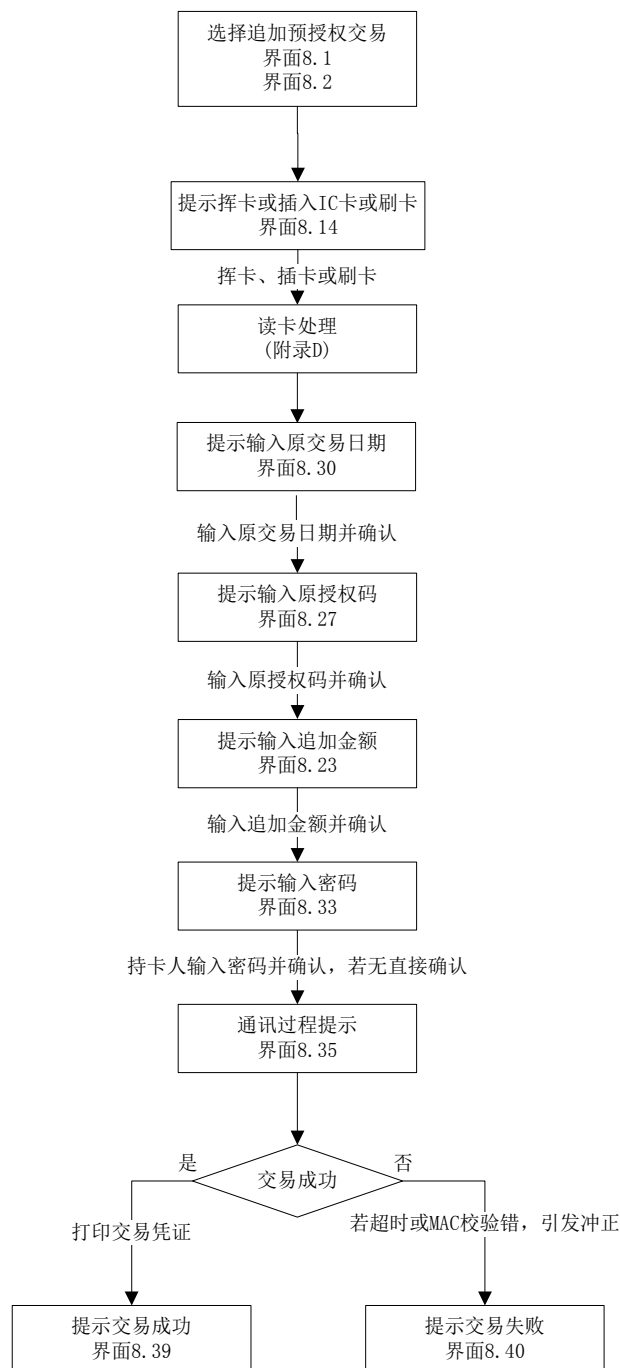 选择追加预授权交易
界面8.1
界面8.2
提示挥卡或插入IC卡或刷卡
界面8.14
挥卡、插卡或刷卡
读卡处理
(附录D)
提示输入原交易日期
界面8.30
输入原交易日期并确认
提示输入原授权码
界面8.27
输入原授权码并确认
提示输入追加金额
界面8.23
输入追加金额并确认
提示输入密码
界面8.33
持卡人输入密码并确认，若无直接确认
通讯过程提示
界面8.35
是
交易成功
否
打印交易凭证
若超时或MAC校验错，引发冲正
提示交易成功
界面8.39
提示交易失败
界面8.40